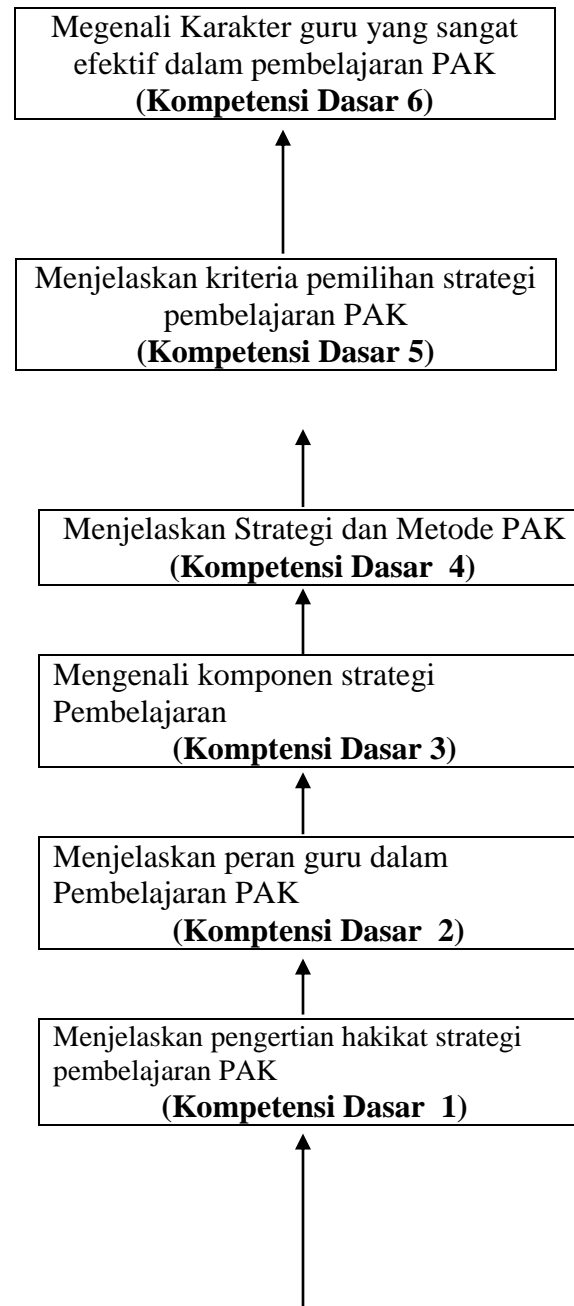 Megenali Karakter guru yang sangat
efektif dalam pembelajaran PAK
(Kompetensi Dasar 6)
Menjelaskan kriteria pemilihan strategi
pembelajaran PAK
(Kompetensi Dasar 5)
Menjelaskan Strategi dan Metode PAK
(Kompetensi Dasar 4)
Mengenali komponen strategi
Pembelajaran
(Komptensi Dasar 3)
Menjelaskan peran guru dalam
Pembelajaran PAK
(Komptensi Dasar 2)
Menjelaskan pengertian hakikat strategi
pembelajaran PAK
(Kompetensi Dasar 1)